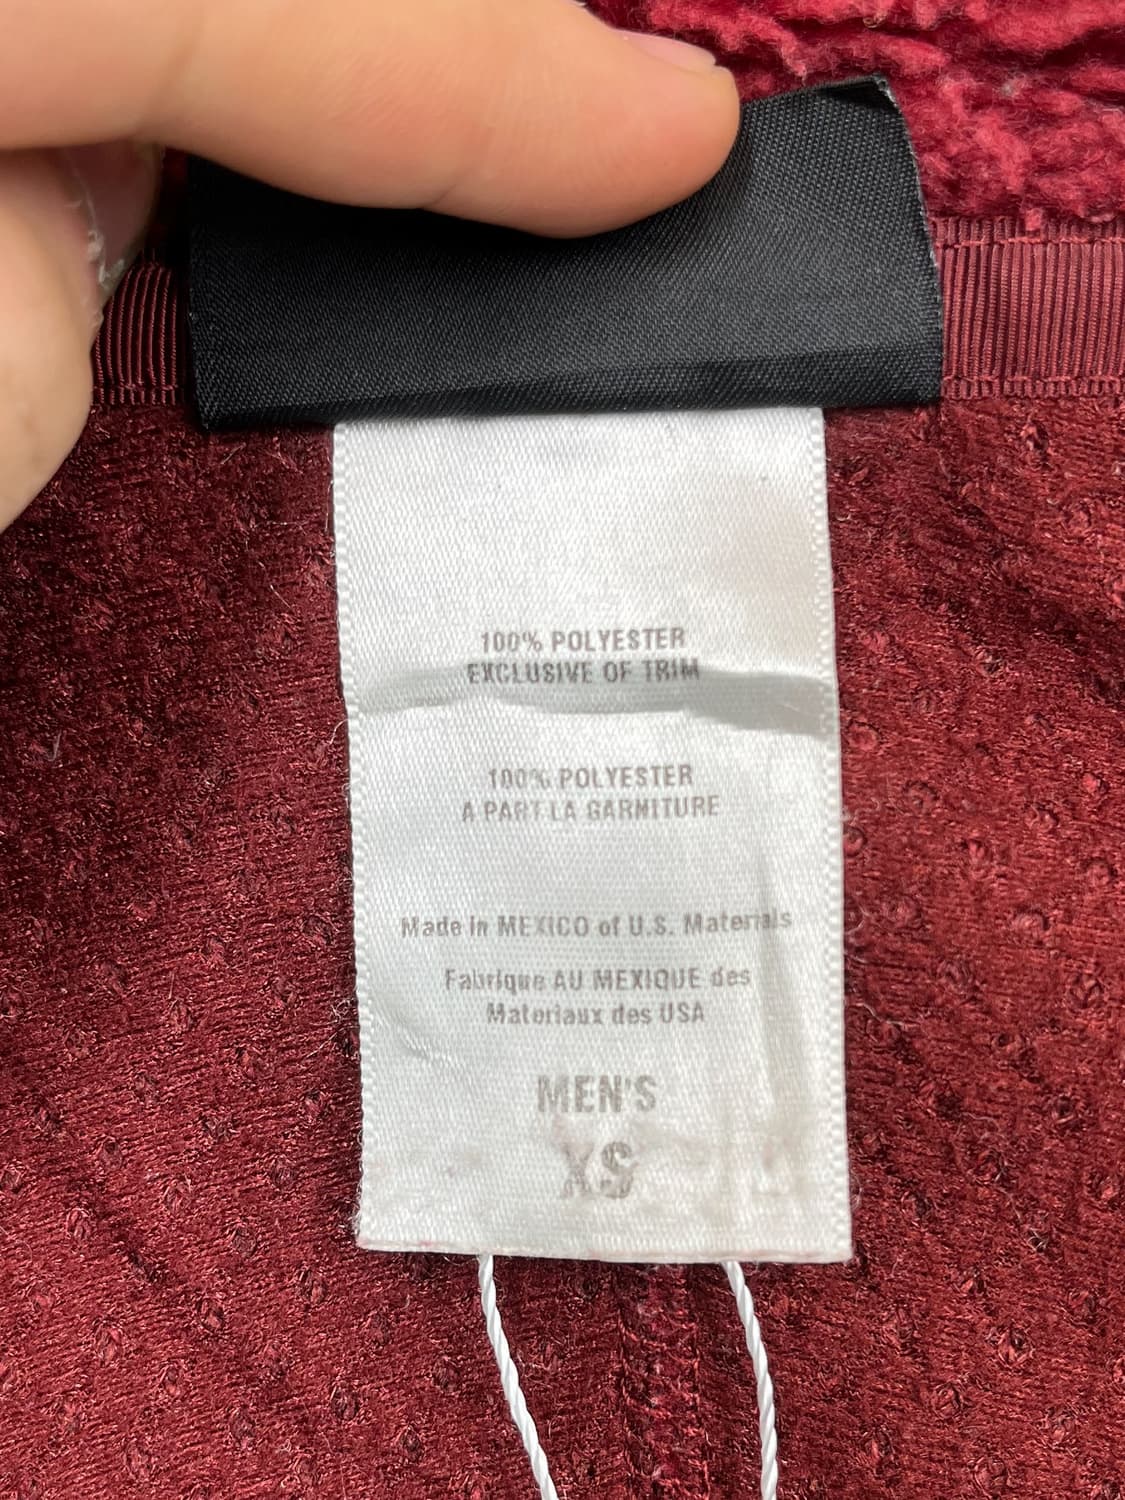 100% POLYESTER
EXCLUSIVE OF TRIM
100% POLYESTER
A PART LA GARNITURE
Made in MEXICO of U.S. Materials
Fabrique AU MEXIQUE des
Materiaux des USA
MEN'S
XS